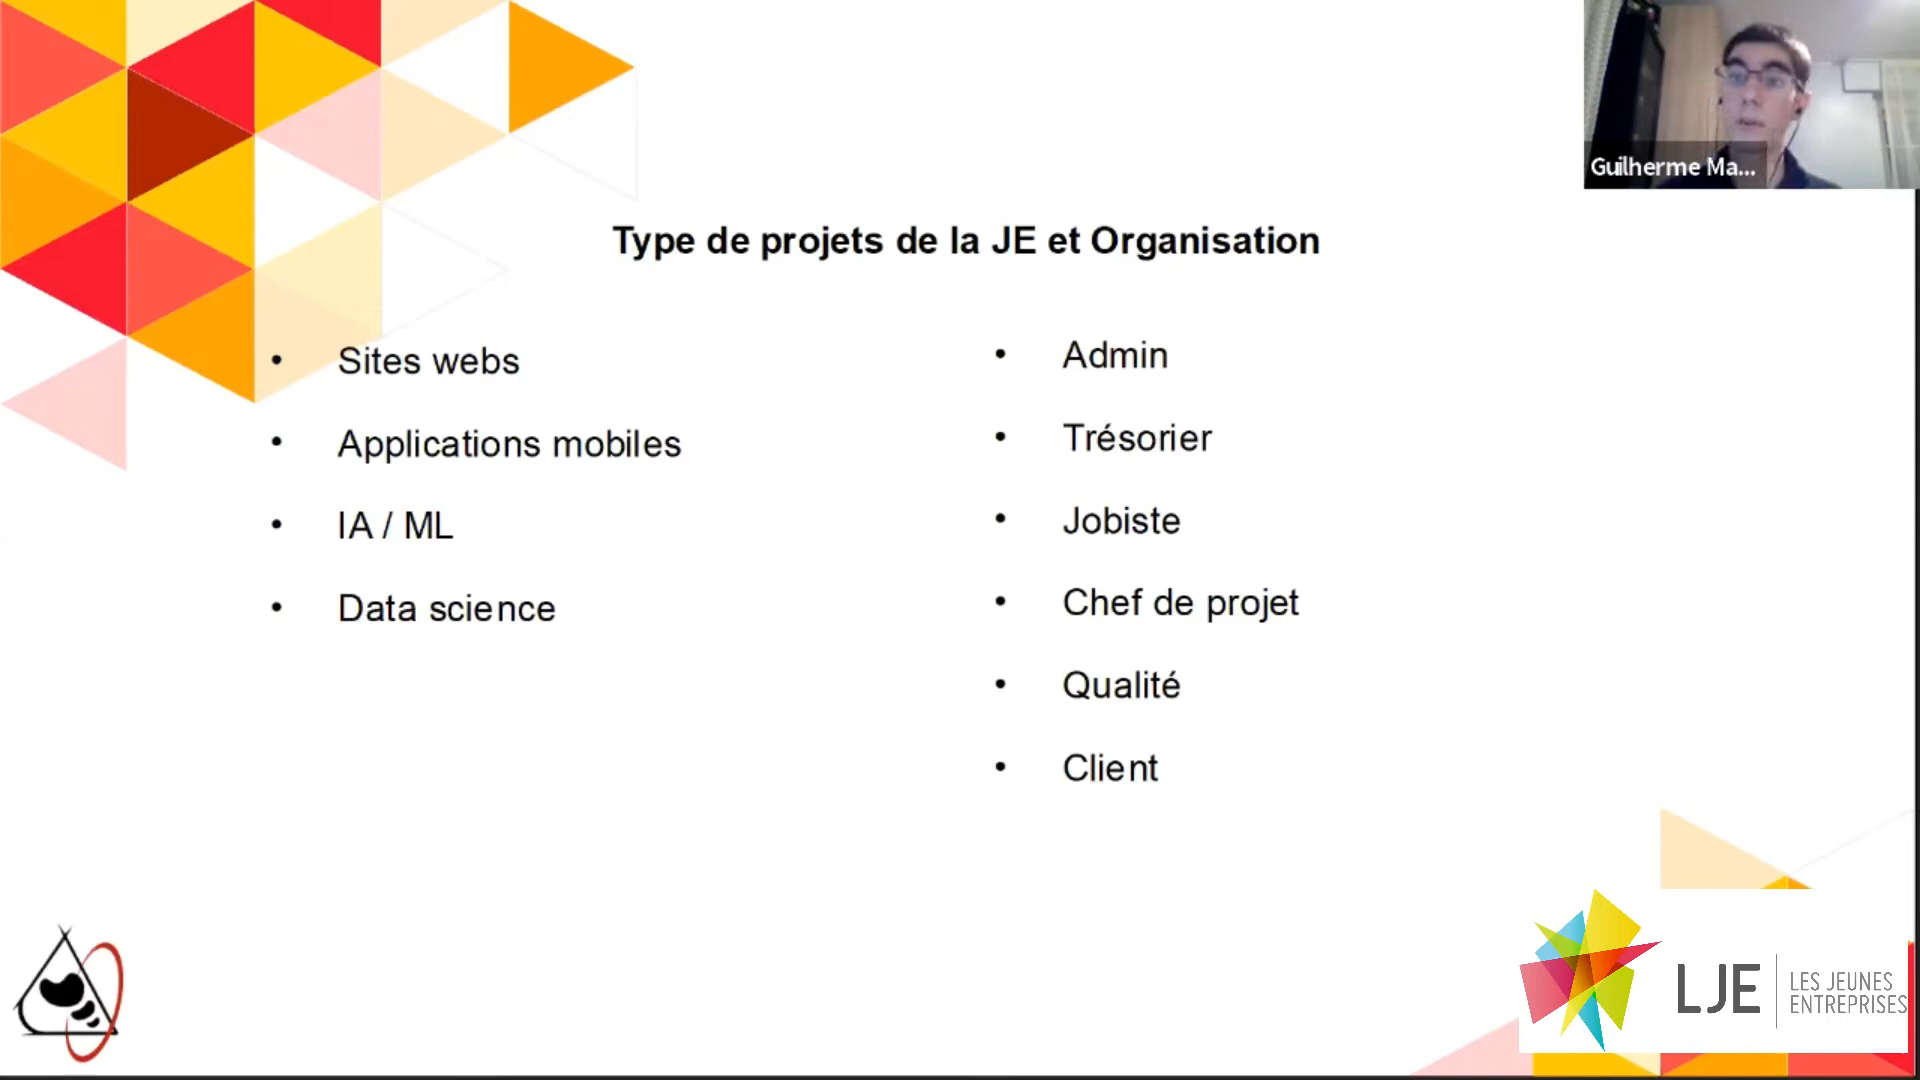 Guilherme Ma...
Type de projets de la JE et Organisation
• Sites webs
• Applications mobiles
• IA / ML
• Data science
• Admin
• Trésorier
• Jobiste
• Chef de projet
• Qualité
• Client
LJE
LES JEUNES
ENTREPRISES